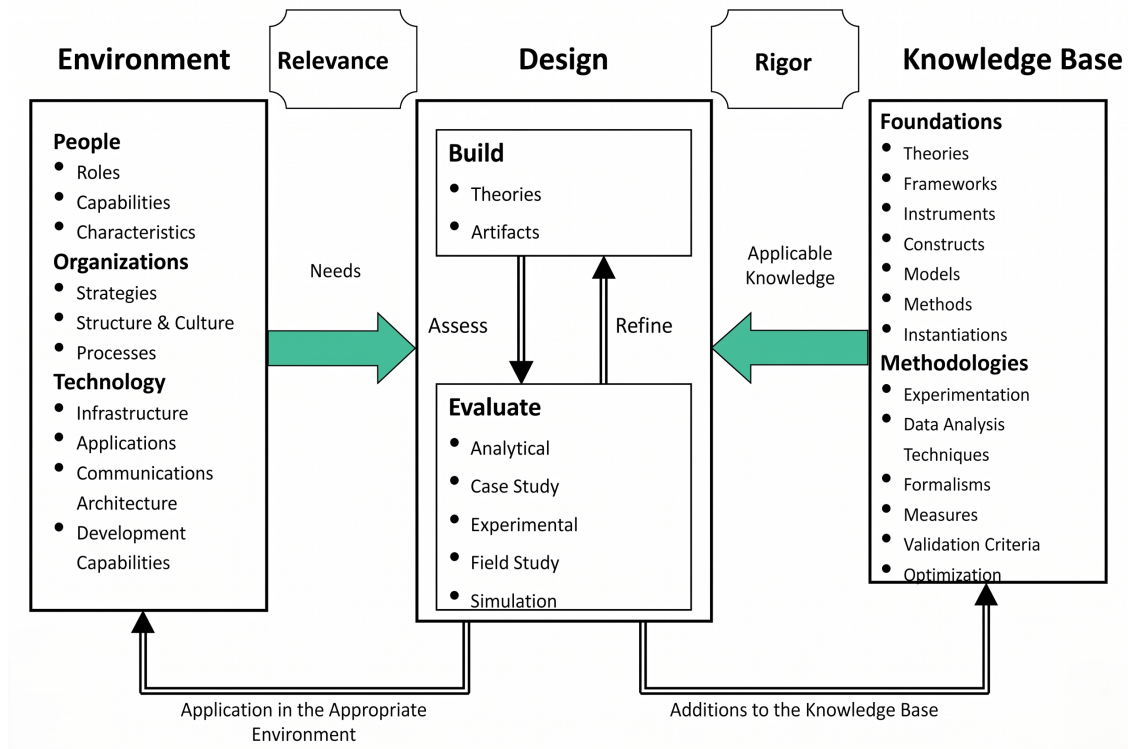 Environment
Relevance
Design
Rigor
Knowledge Base
People
Roles
Capabilities
Characteristics
Organizations
Strategies
Structure & Culture
Processes
Technology
Infrastructure
Applications
Communications
Architecture
Development
Capabilities
Needs
Build
Theories
Artifacts
Assess
Refine
Evaluate
Analytical
Case Study
Experimental
Field Study
Simulation
Applicable
Knowledge
Foundations
Theories
Frameworks
Instruments
Constructs
Models
Methods
Instantiations
Methodologies
Experimentation
Data Analysis
Techniques
Formalisms
Measures
Validation Criteria
Optimization
Application in the Appropriate
Environment
Additions to the Knowledge Base